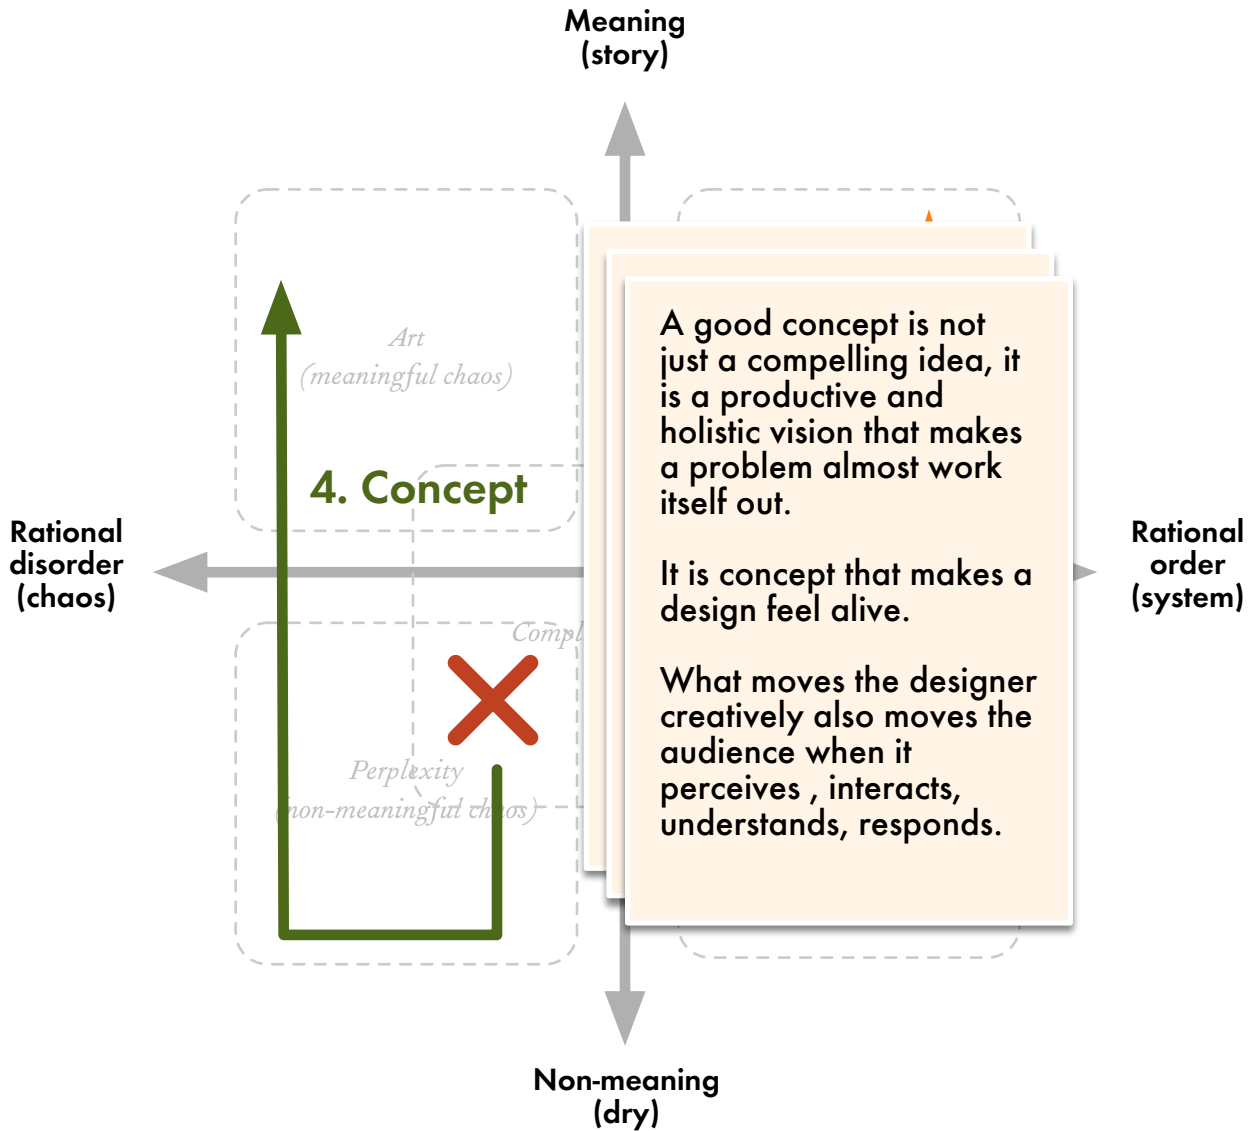 Meaning
(story)
Art
(meaningful chaos)
4. Concept
Rational
disorder
(chaos)
Rational
order
(system)
Perplexity
(non-meaningful chaos)
A good concept is not
just a compelling idea, it
is a productive and
holistic vision that makes
a problem almost work
itself out.
It is concept that makes a
design feel alive.
What moves the designer
creatively also moves the
audience when it
perceives , interacts,
understands, responds.
Non-meaning
(dry)